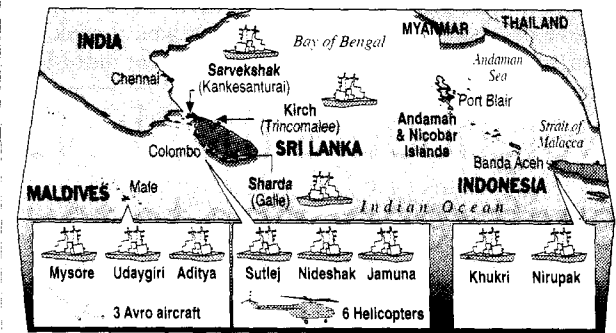 INDIA
Bay of Bengal
MYANMAR
THAILAND
Sarvekshak
(Kankesanturai)
Andaman
Sea
Chennai
Kirch
(Trincomalee)
Port Blair
Andamah
& Nicobar
Islands
Strait of
Malacca
Colombo
SRI LANKA
Banda Aceh
Sharda
(Galle)
INDONESIA
MALDIVES
Male
Indian Ocean
Mysore Udaygiri Aditya
3 Avro aircraft
Sutlej Nideshak Jamuna
6 Helicopters
Khukri Nirupak